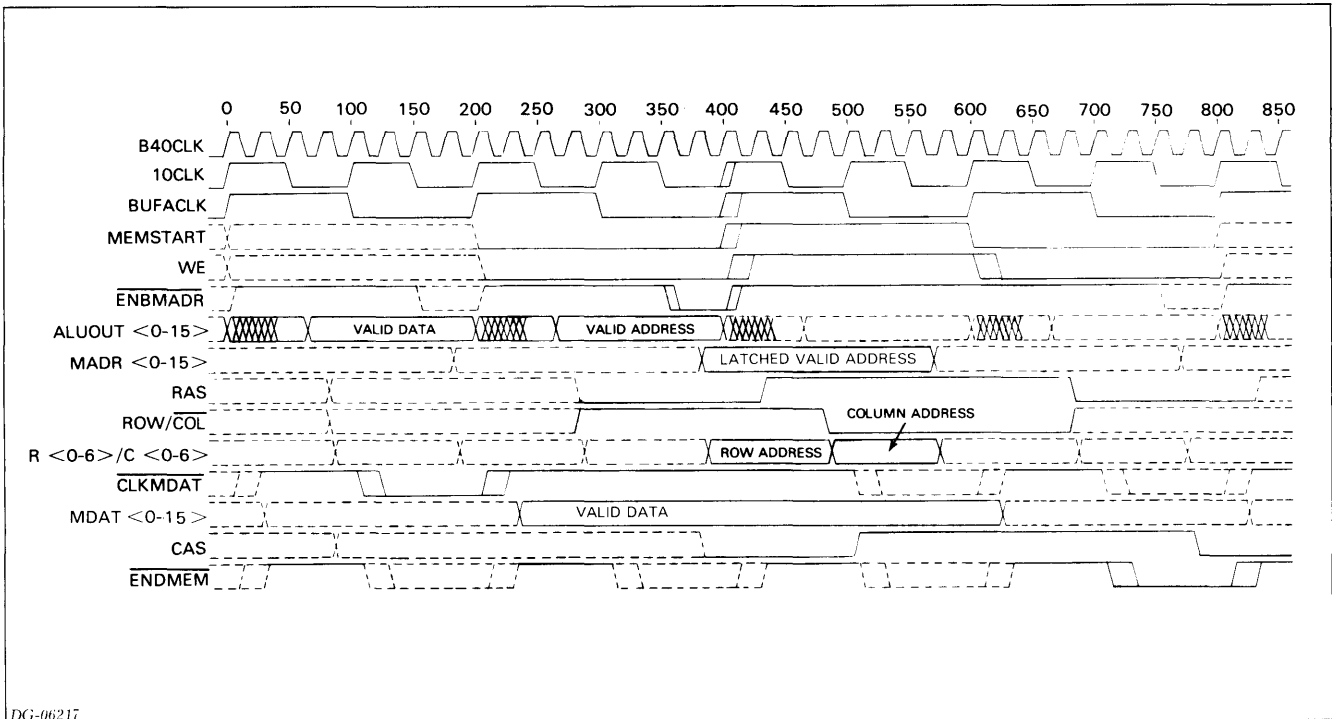 0 50 100 150 200 250 300 350 400 450 500 550 600 650 700 750 800 850
B40CLK
10CLK
BUFACLK
MEMSTART
WE
ENBMADR
ALUOUT <0-15> VALID DATA VALID ADDRESS
MADR <0-15> LATCHED VALID ADDRESS
RAS
ROW/COL COLUMN ADDRESS
R <0-6>/C <0-6> ROW ADDRESS
CLKMDAT
MDAT <0-15> VALID DATA
CAS
ENDMEM
DG-06217